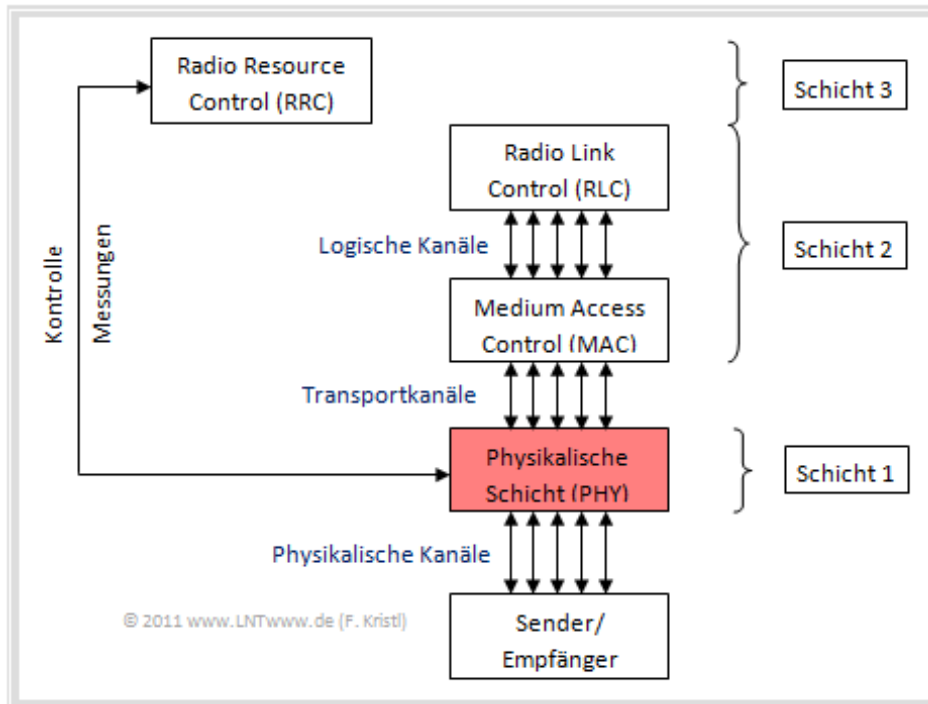 Radio Resource
Control (RRC)
Schicht 3
Radio Link
Control (RLC)
Logische Kanäle
Schicht 2
Kontrolle
Messungen
Medium Access
Control (MAC)
Transportkanäle
Physikalische
Schicht (PHY)
Schicht 1
Physikalische Kanäle
© 2011 www.LNTwww.de (F. Kristl)
Sender/
Empfänger